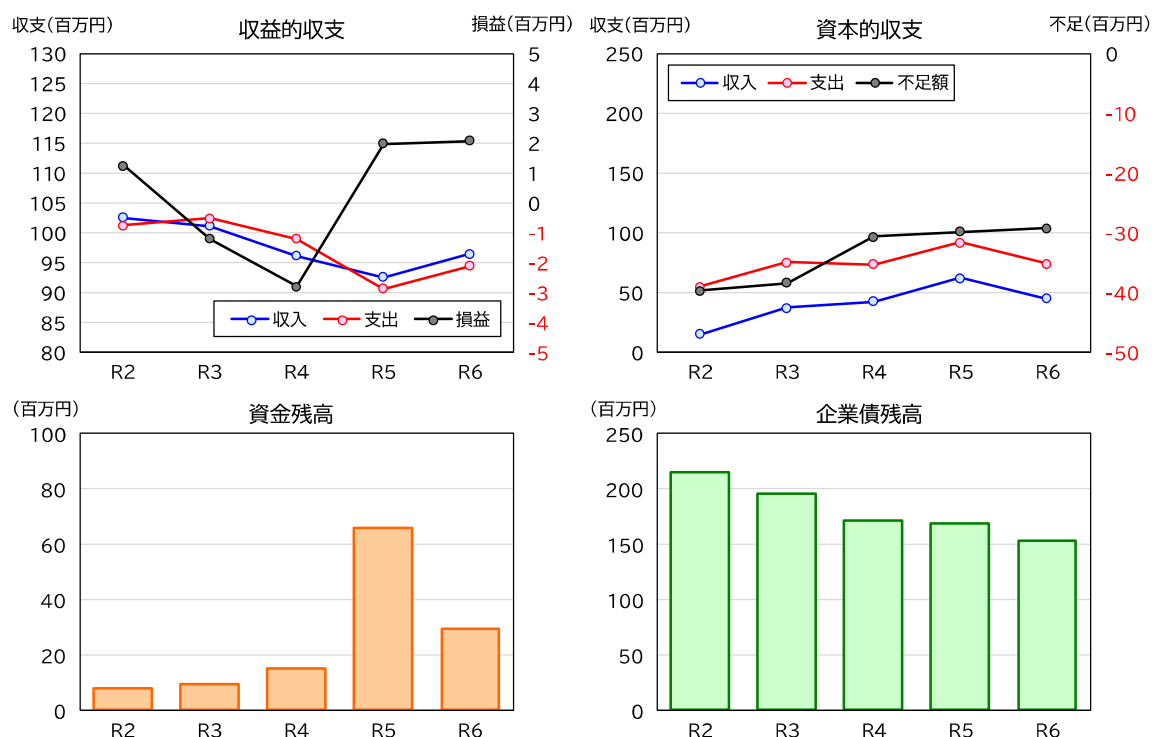 収支(百万円) 収益的収支 損益(百万円)
130 5
125 4
120 3
115 2
110 1
105 0
100 -1
95 -2
90 -3
85 -4
80 -5
収入 支出 損益
R2 R3 R4 R5 R6
収支(百万円) 資本的収支 不足(百万円)
250 0
収入 支出 不足額
200 -10
150 -20
100 -30
50 -40
0 -50
R2 R3 R4 R5 R6
(百万円) 資金残高
100
80
60
40
20
0
R2 R3 R4 R5 R6
(百万円) 企業債残高
250
200
150
100
50
0
R2 R3 R4 R5 R6